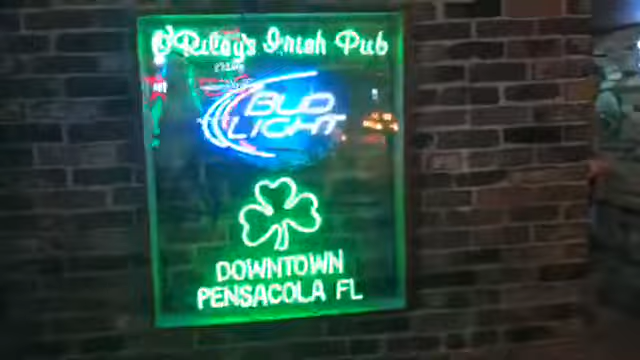 O'Riley's Irish Pub
BUD
LIGHT
DOWNTOWN
PENSACOLA FL